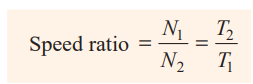 Speed ratio = N₁/N₂ = T₂/T₁